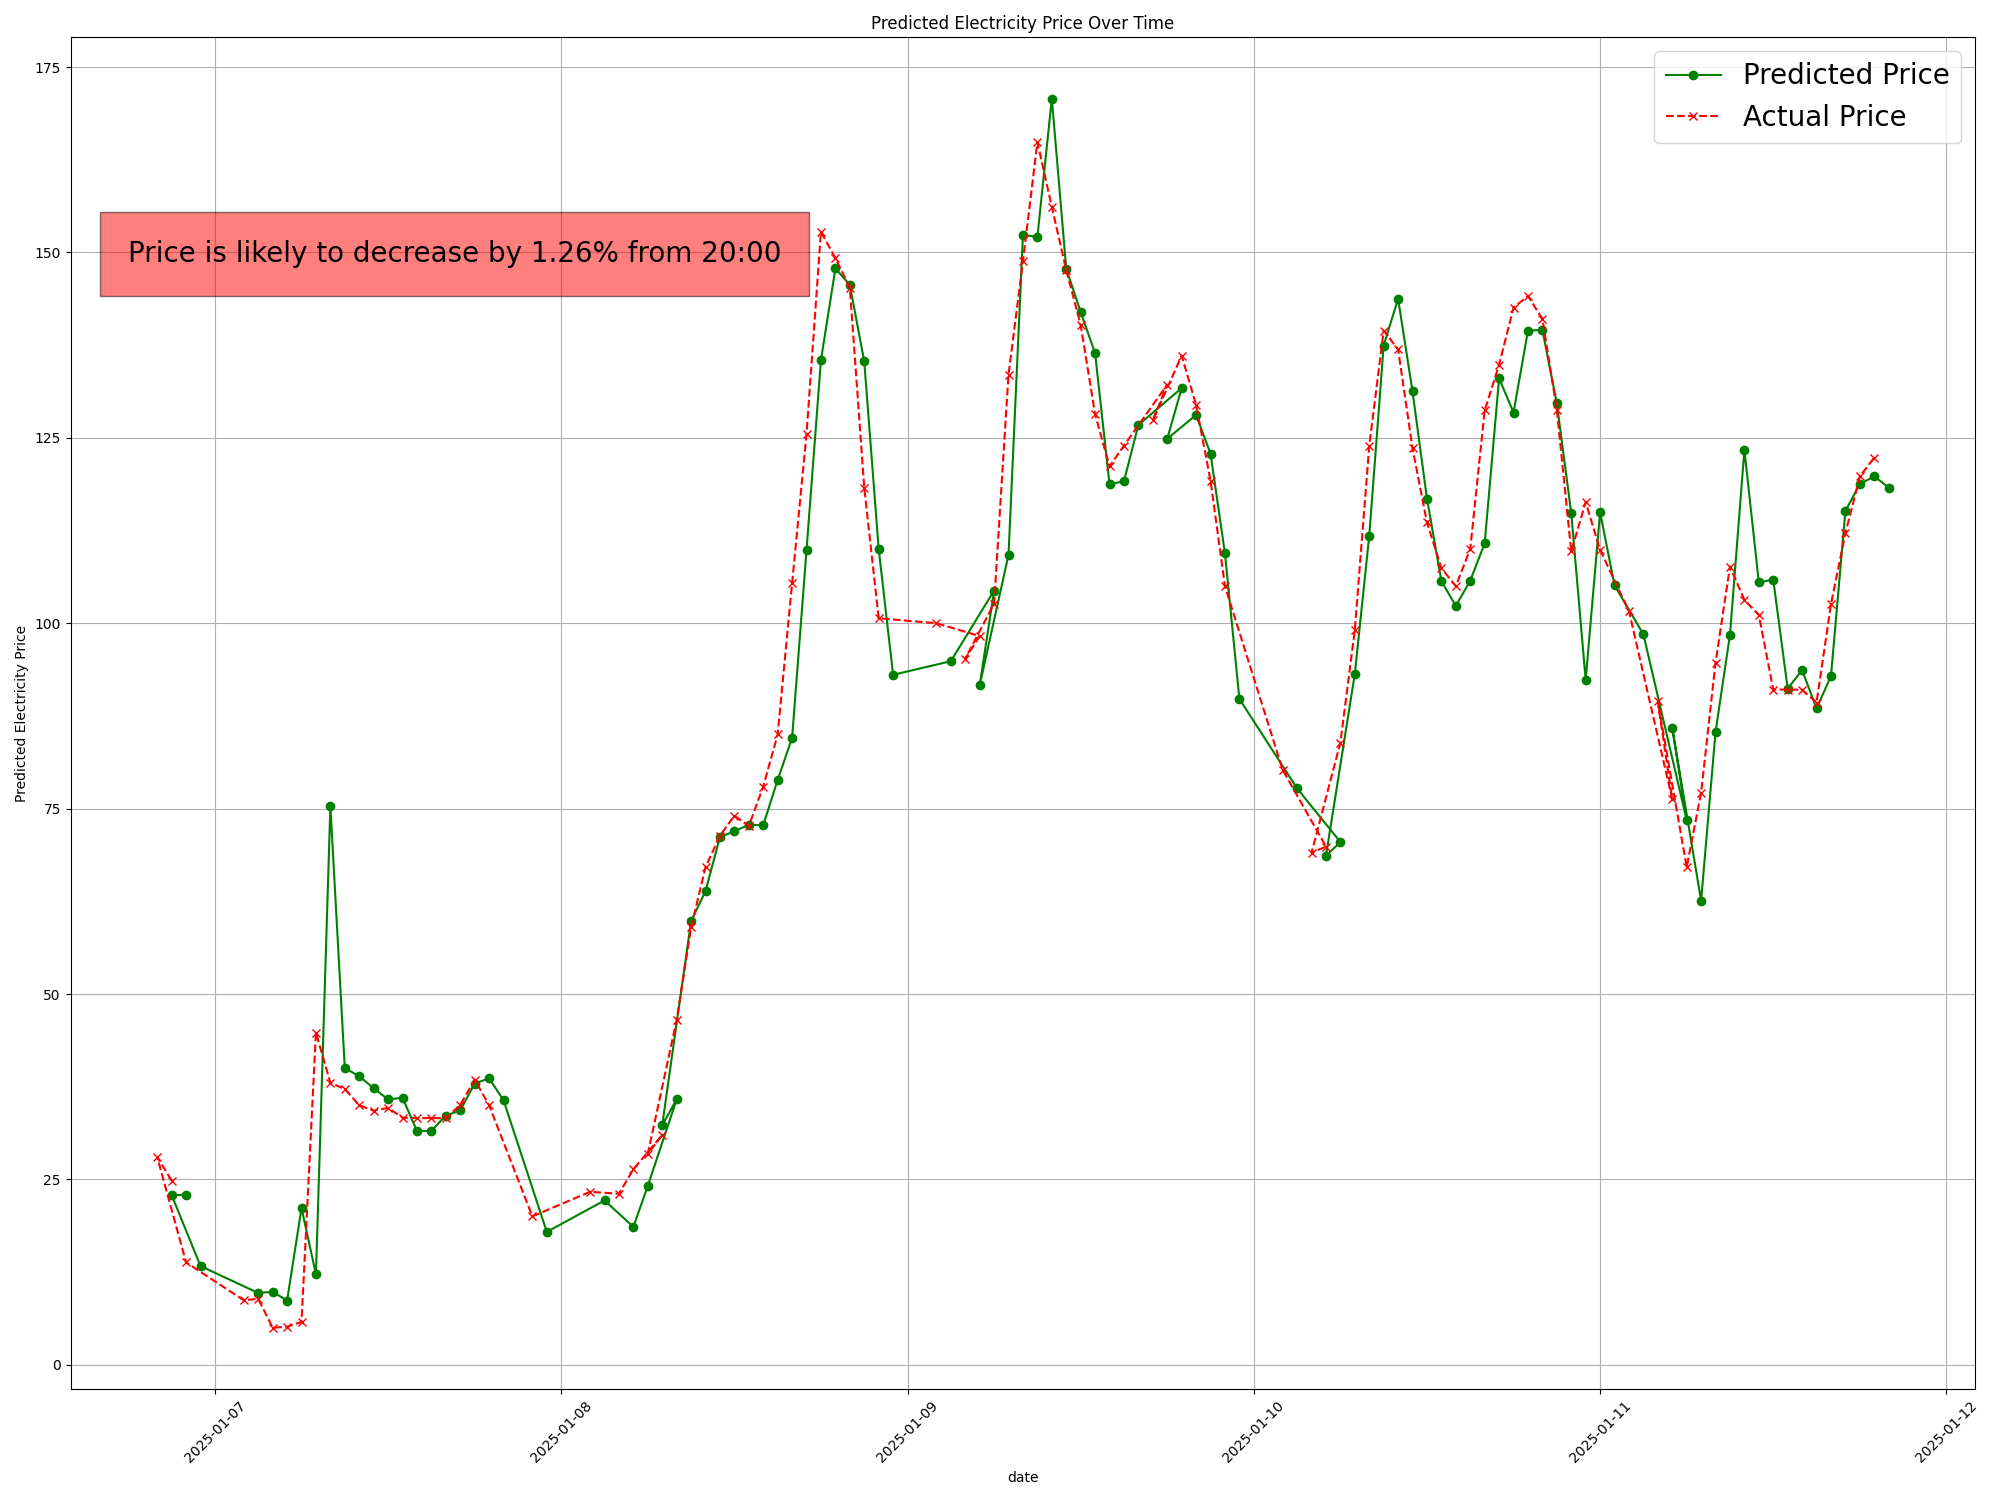 Predicted Electricity Price Over Time
Predicted Price
Actual Price
Price is likely to decrease by 1.26% from 20:00
Predicted Electricity Price
175
150
125
100
75
50
25
0
2025-01-07
2025-01-08
2025-01-09
2025-01-10
2025-01-11
2025-01-12
date